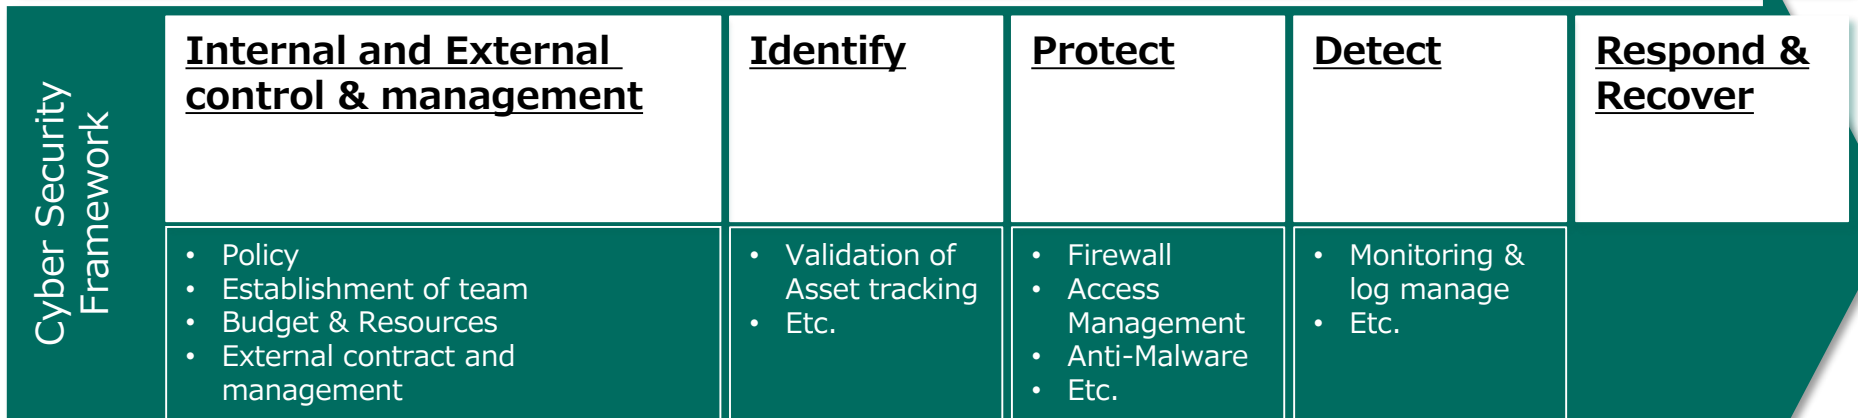 Cyber Security
Framework
Internal and External
control & management
Identify
Protect
Detect
Respond &
Recover
• Policy
• Establishment of team
• Budget & Resources
• External contract and
management
• Validation of
Asset tracking
• Etc.
• Firewall
• Access
Management
• Anti-Malware
• Etc.
• Monitoring &
log manage
• Etc.